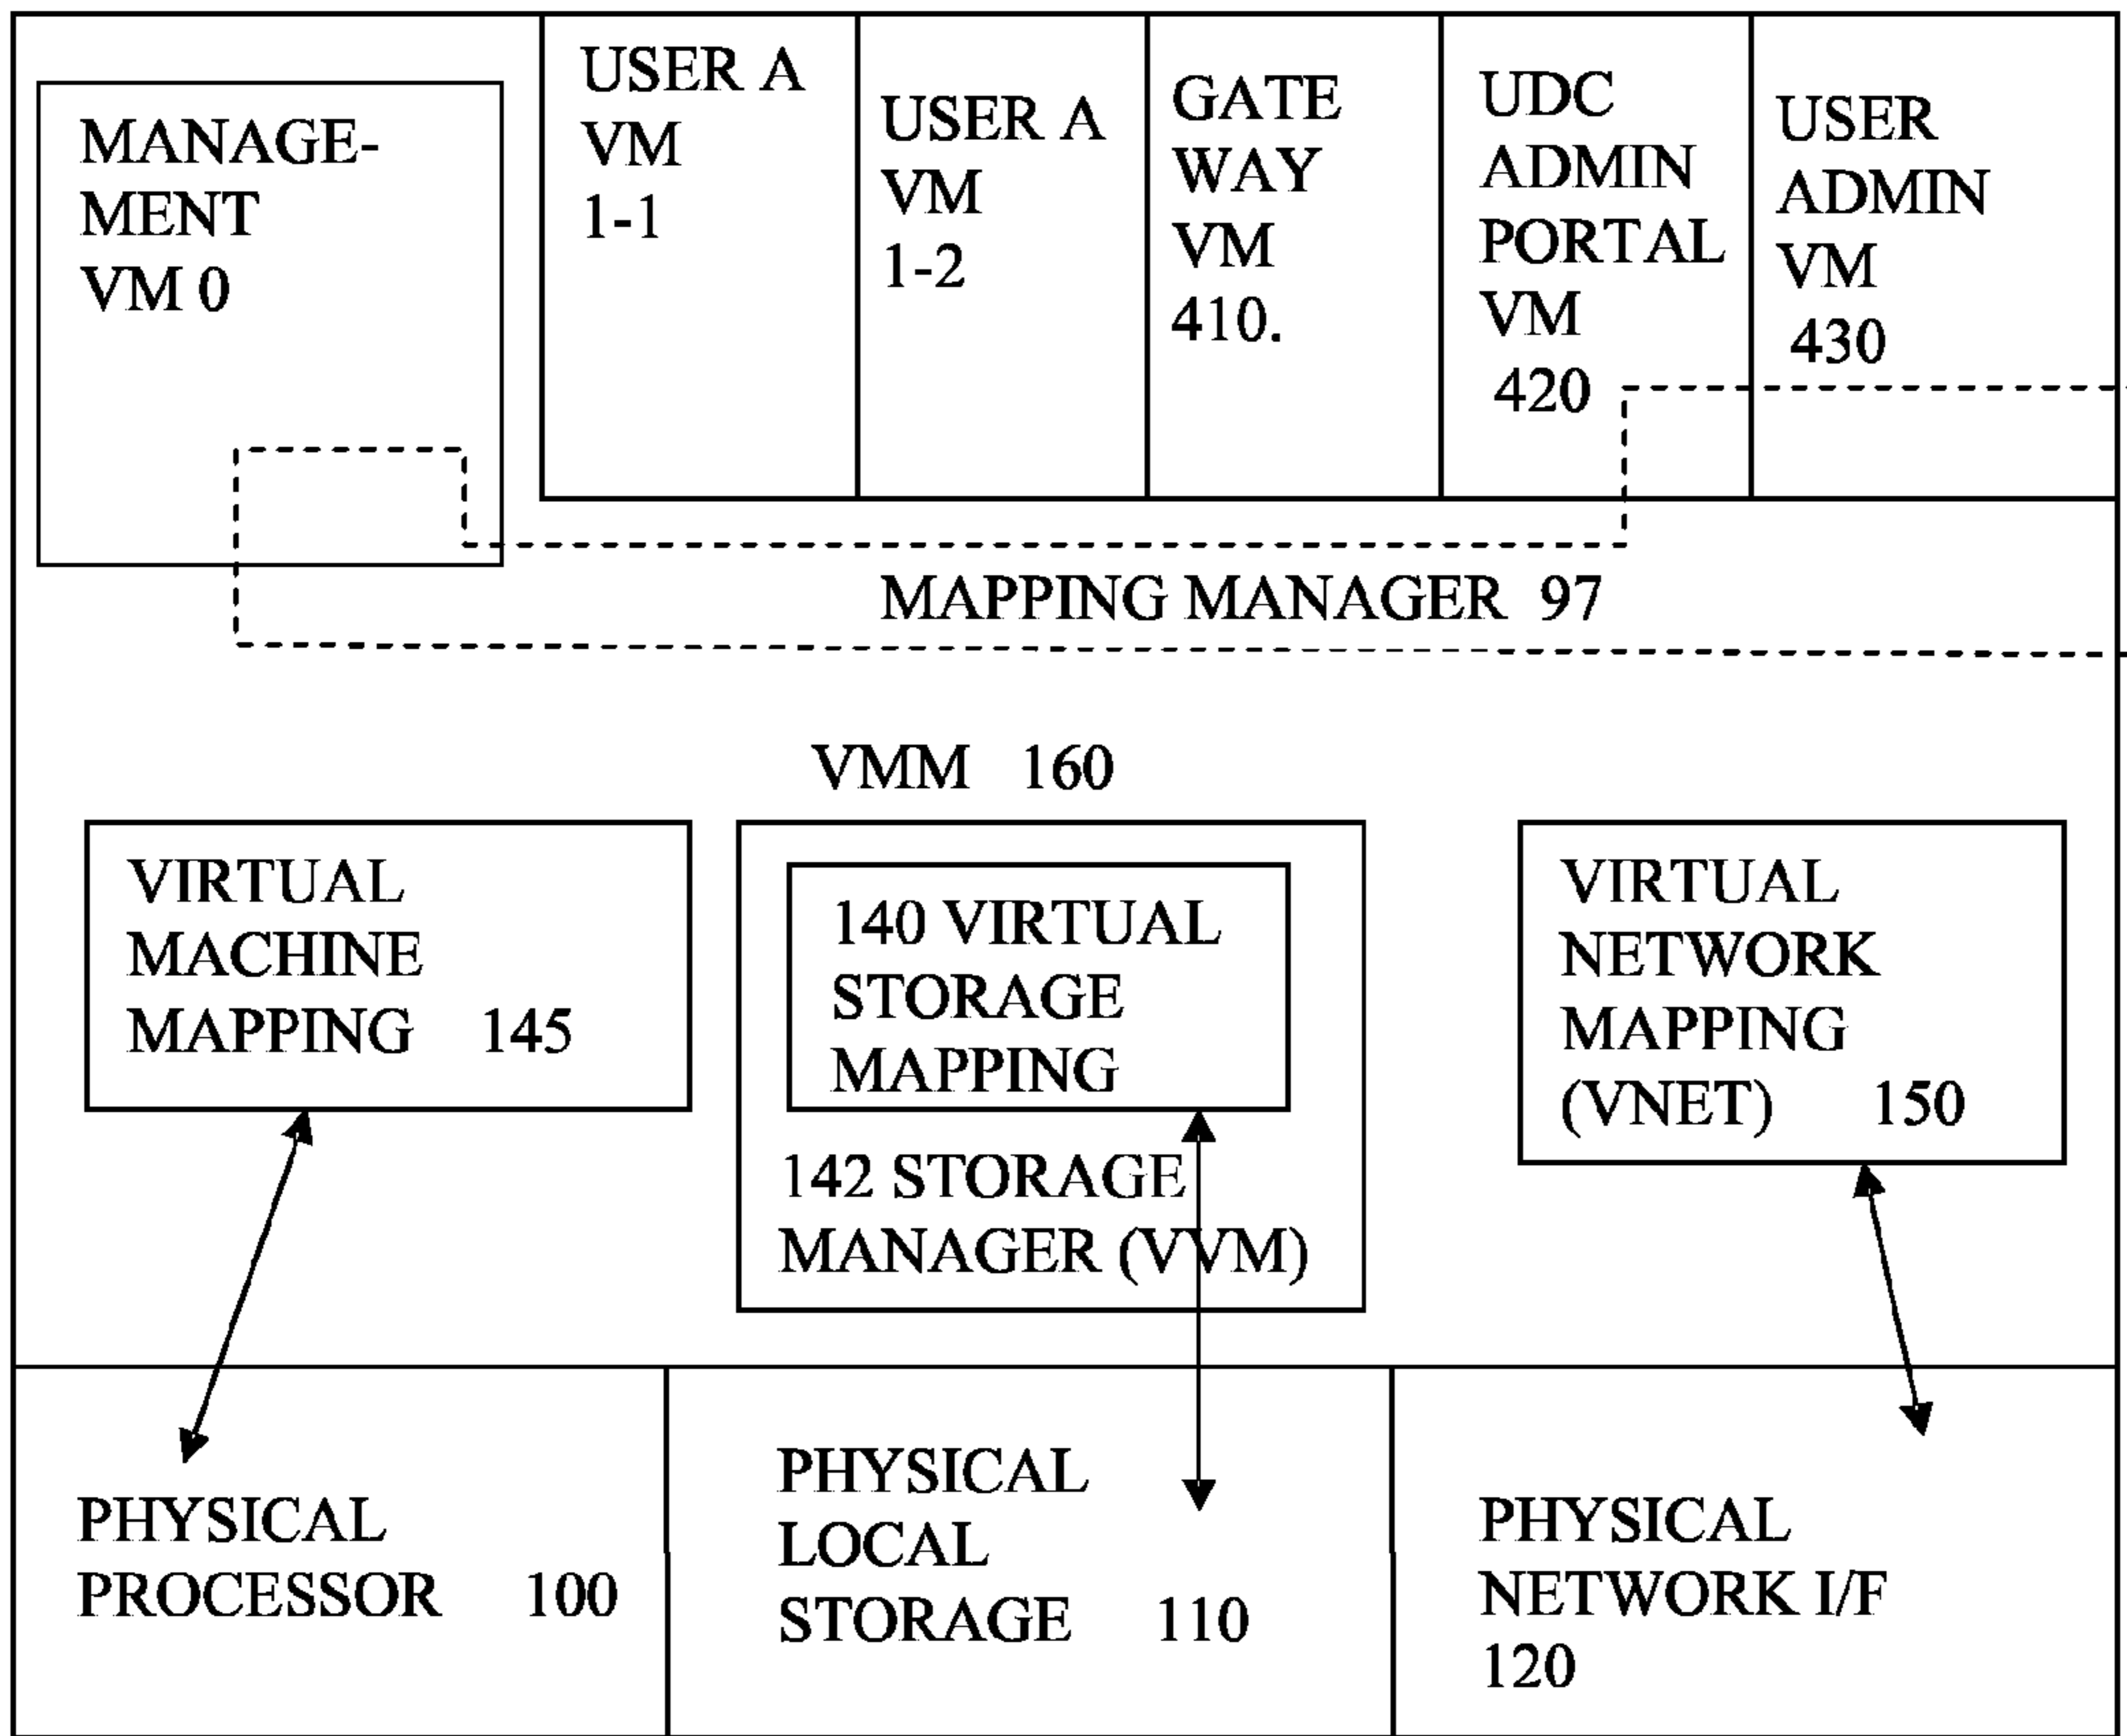 MANAGE-
MENT
VM 0
USER A
VM
1-1
USER A
VM
1-2
GATE
WAY
VM
410.
UDC
ADMIN
PORTAL
VM
420
USER
ADMIN
VM
430
MAPPING MANAGER 97
VMM 160
VIRTUAL
MACHINE
MAPPING 145
140 VIRTUAL
STORAGE
MAPPING
142 STORAGE
MANAGER (VVM)
VIRTUAL
NETWORK
MAPPING
(VNET) 150
PHYSICAL
PROCESSOR 100
PHYSICAL
LOCAL
STORAGE 110
PHYSICAL
NETWORK I/F
120